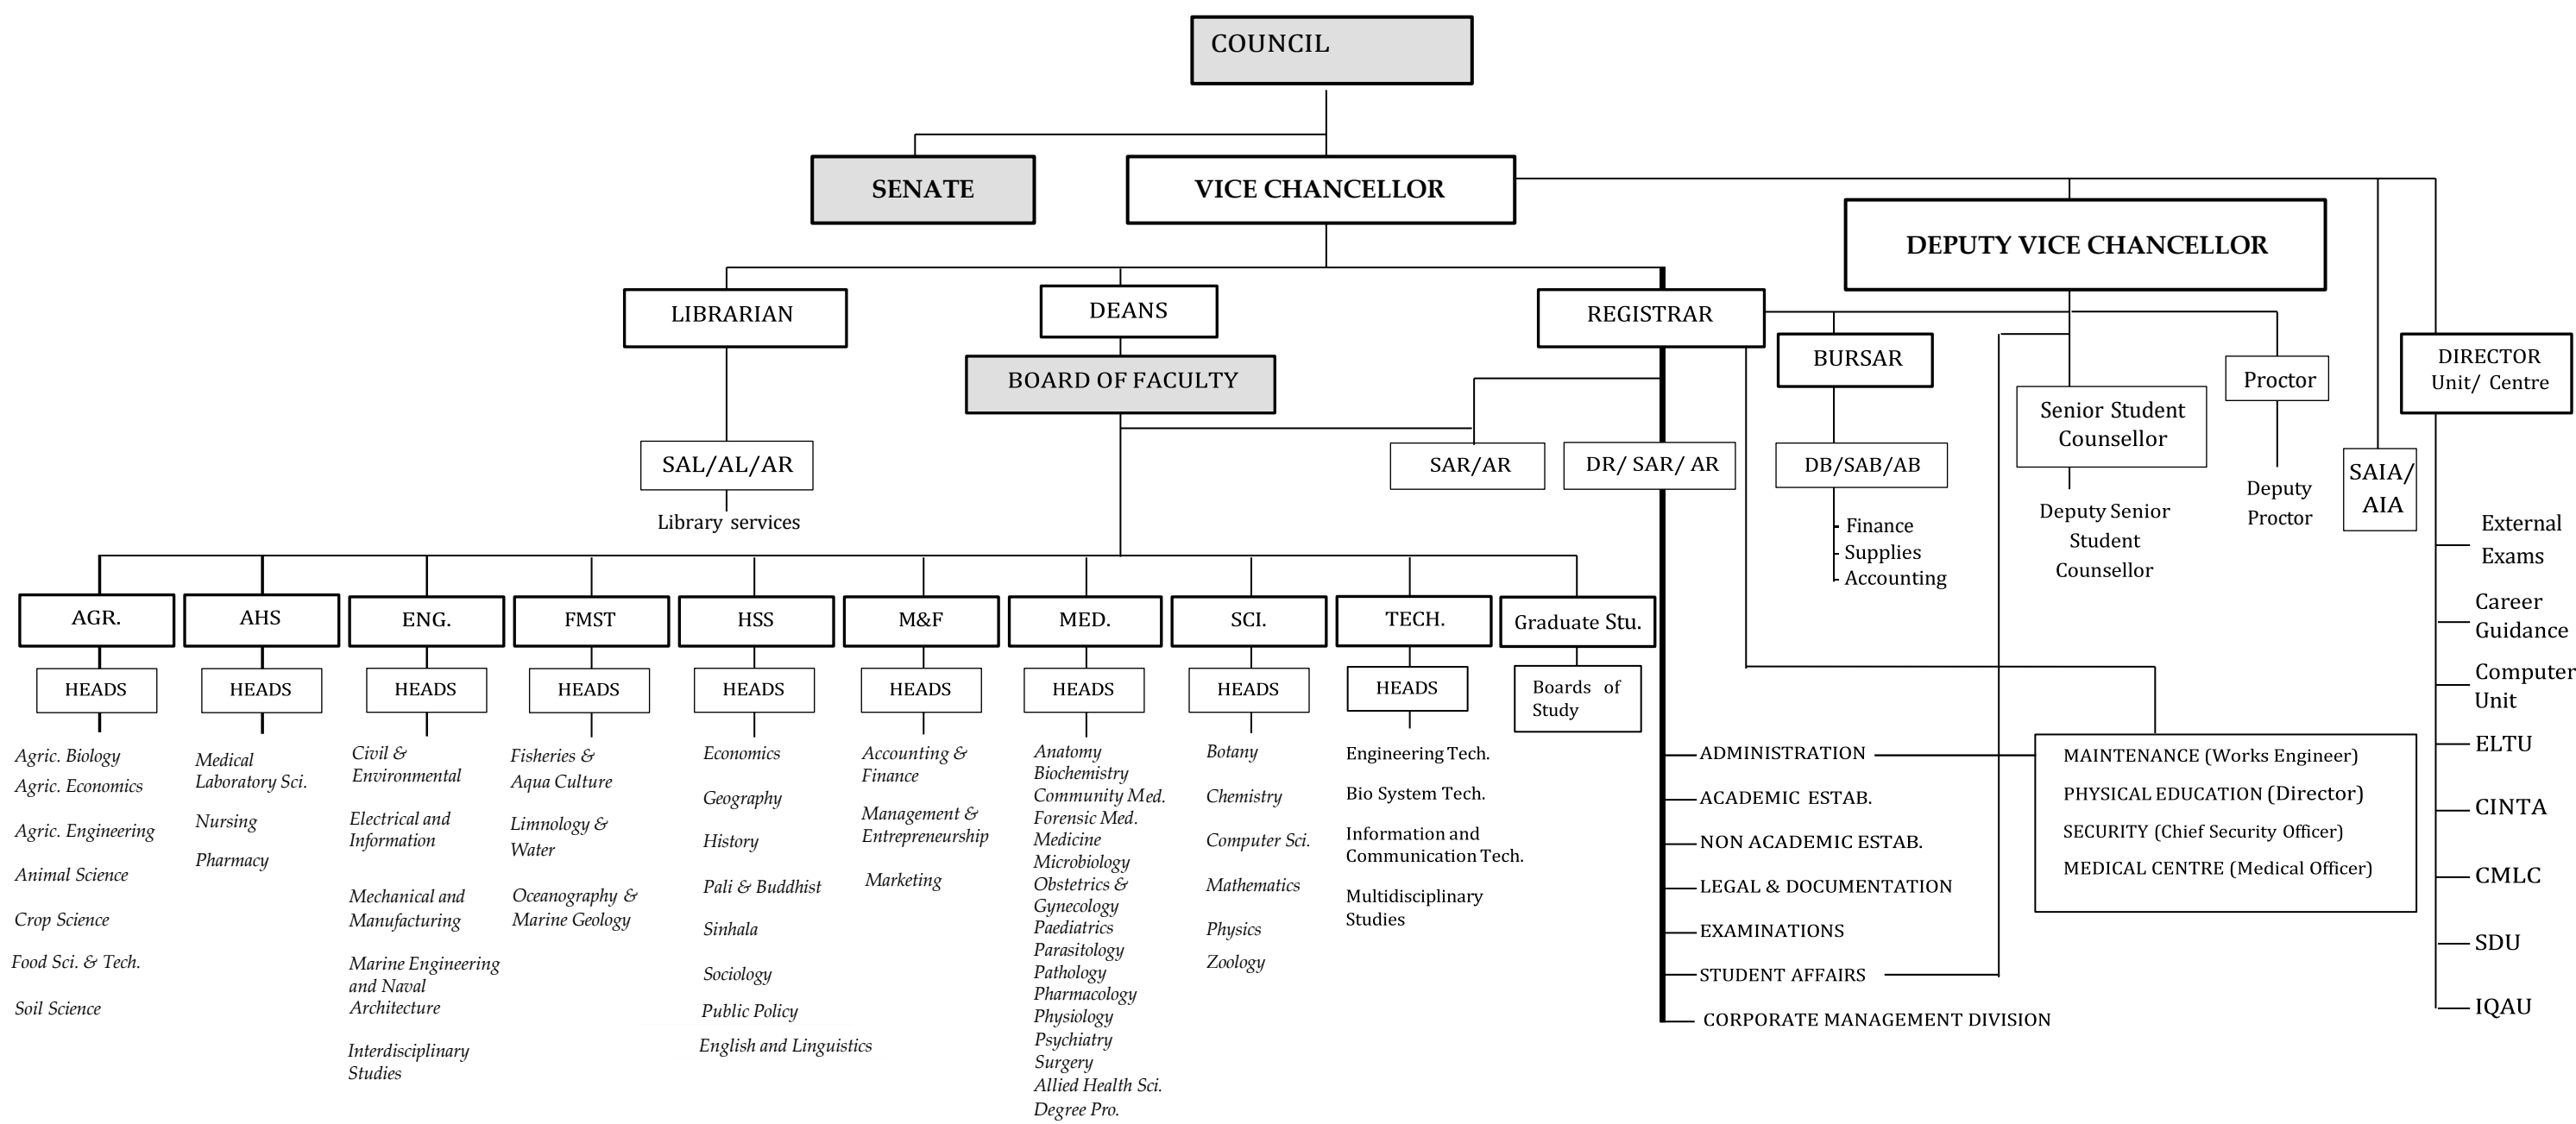 COUNCIL
SENATE
VICE CHANCELLOR
DEPUTY VICE CHANCELLOR
LIBRARIAN
DEANS
REGISTRAR
BOARD OF FACULTY
BURSAR
Proctor
DIRECTOR
Unit/ Centre
Senior Student
Counsellor
SAL/AL/AR
SAR/AR
DR/ SAR/ AR
DB/SAB/AB
SAIA/
AIA
Library services
- Finance
- Supplies
- Accounting
Deputy Senior
Student
Counsellor
Deputy
Proctor
External
Exams
Career
Guidance
Computer
Unit
ELTU
CINTA
CMLC
SDU
IQAU
AGR.
AHS
ENG.
FMST
HSS
M&F
MED.
SCI.
TECH.
Graduate Stu.
HEADS
HEADS
HEADS
HEADS
HEADS
HEADS
HEADS
HEADS
HEADS
Boards of
Study
Agric. Biology
Agric. Economics
Agric. Engineering
Animal Science
Crop Science
Food Sci. & Tech.
Soil Science
Medical
Laboratory Sci.
Nursing
Pharmacy
Civil &
Environmental
Electrical and
Information
Mechanical and
Manufacturing
Marine Engineering
and Naval
Architecture
Interdisciplinary
Studies
Fisheries &
Aqua Culture
Limnology &
Water
Oceanography &
Marine Geology
Economics
Geography
History
Pali & Buddhist
Sinhala
Sociology
Public Policy
English and Linguistics
Accounting &
Finance
Management &
Entrepreneurship
Marketing
Anatomy
Biochemistry
Community Med.
Forensic Med.
Medicine
Microbiology
Obstetrics &
Gynecology
Paediatrics
Parasitology
Pathology
Pharmacology
Physiology
Psychiatry
Surgery
Allied Health Sci.
Degree Pro.
Botany
Chemistry
Computer Sci.
Mathematics
Physics
Zoology
Engineering Tech.
Bio System Tech.
Information and
Communication Tech.
Multidisciplinary
Studies
ADMINISTRATION
ACADEMIC ESTAB.
NON ACADEMIC ESTAB.
LEGAL & DOCUMENTATION
EXAMINATIONS
STUDENT AFFAIRS
CORPORATE MANAGEMENT DIVISION
MAINTENANCE (Works Engineer)
PHYSICAL EDUCATION (Director)
SECURITY (Chief Security Officer)
MEDICAL CENTRE (Medical Officer)